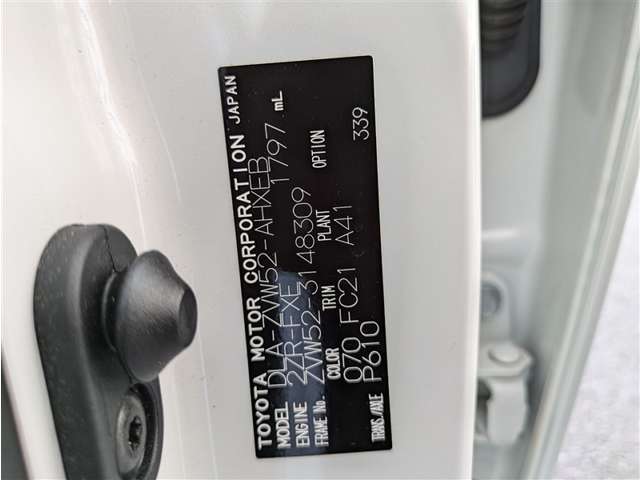 TOYOTA MOTOR CORPORATION JAPAN
MODEL DLA-ZVW52-AHXEB
ENGINE 2ZR-FXE 1797 mL
FRAME No. ZVW52-3148309
COLOR TRIM PLANT OPTION
070 FC21 A41 339
TRANS/AXLE P610